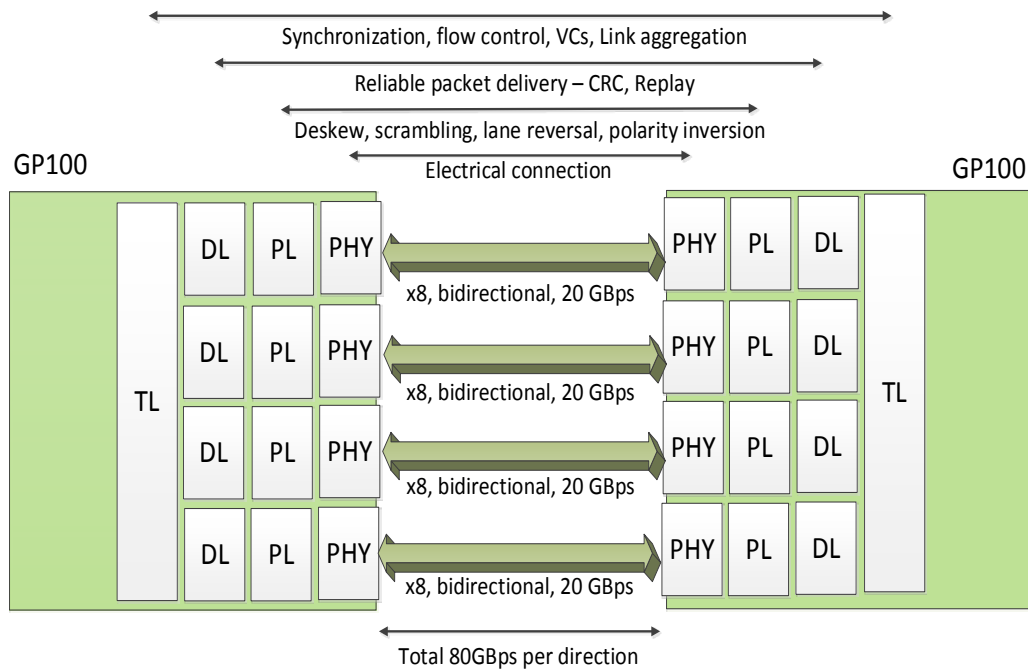 Synchronization, flow control, VCs, Link aggregation
Reliable packet delivery – CRC, Replay
Deskew, scrambling, lane reversal, polarity inversion
GP100
Electrical connection
GP100
DL PL PHY
PHY PL DL
x8, bidirectional, 20 GBps
DL PL PHY
PHY PL DL
x8, bidirectional, 20 GBps
TL
TL
DL PL PHY
PHY PL DL
x8, bidirectional, 20 GBps
DL PL PHY
PHY PL DL
x8, bidirectional, 20 GBps
Total 80GBps per direction